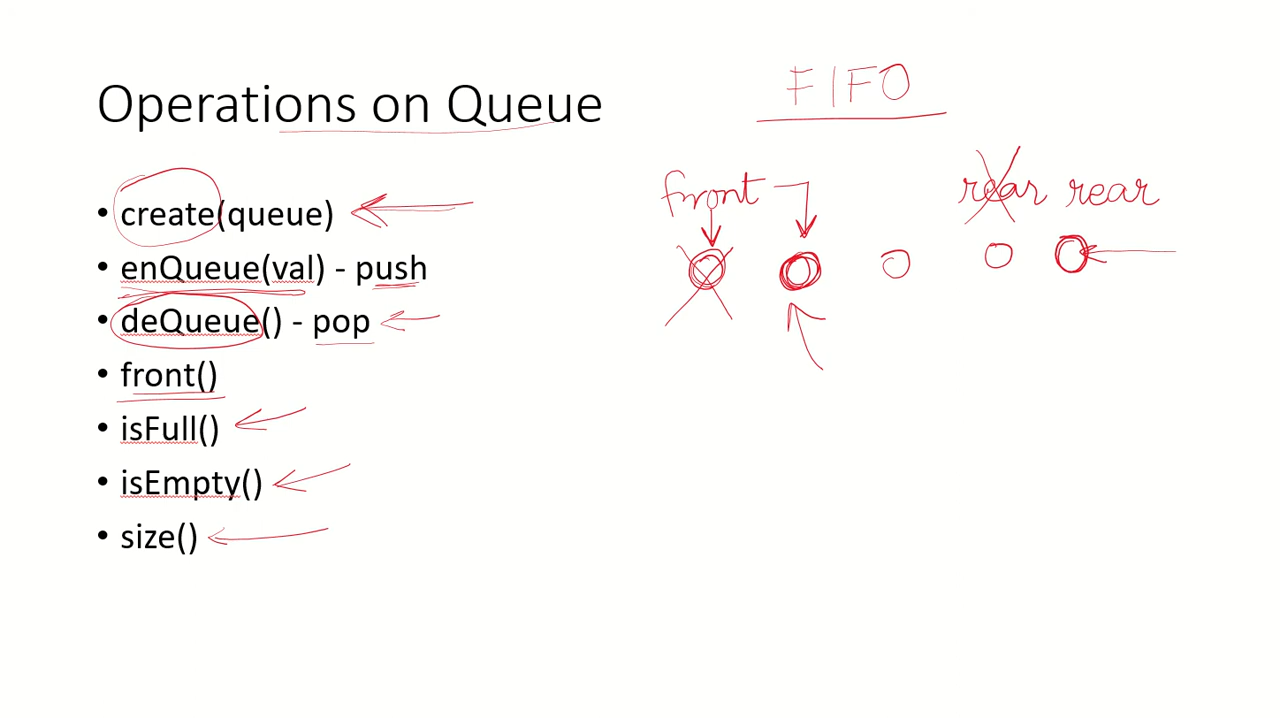 Operations on Queue
FIFO
• create(queue)
• enQueue(val) - push
• deQueue() - pop
• front()
• isFull()
• isEmpty()
• size()
front rear rear